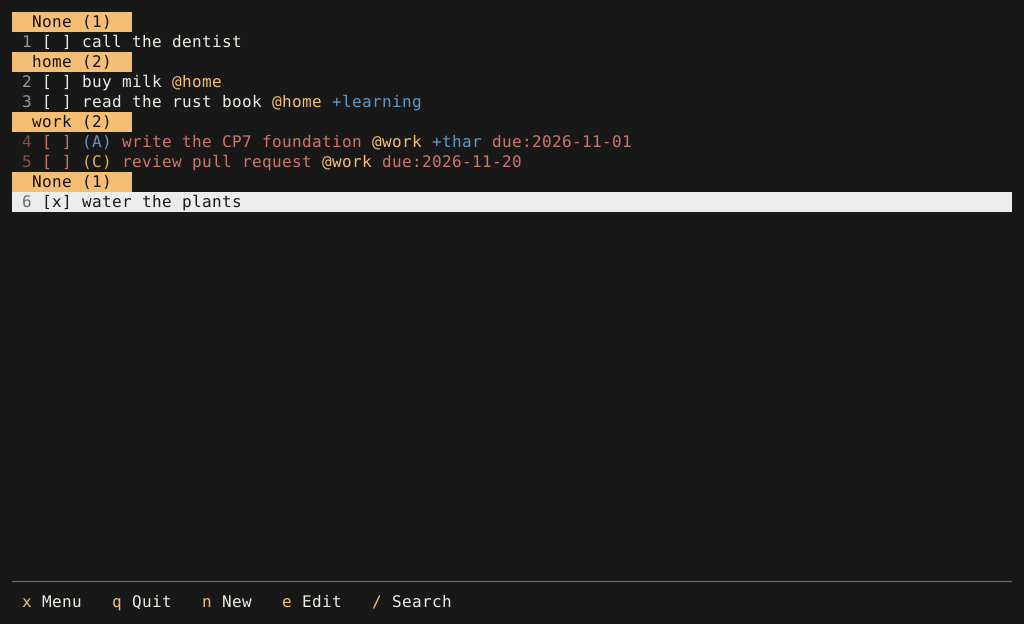 None (1)
1 [ ] call the dentist
home (2)
2 [ ] buy milk @home
3 [ ] read the rust book @home +learning
work (2)
4 [ ] (A) write the CP7 foundation @work +thar due:2026-11-01
5 [ ] (C) review pull request @work due:2026-11-20
None (1)
6 [x] water the plants
x Menu q Quit n New e Edit / Search